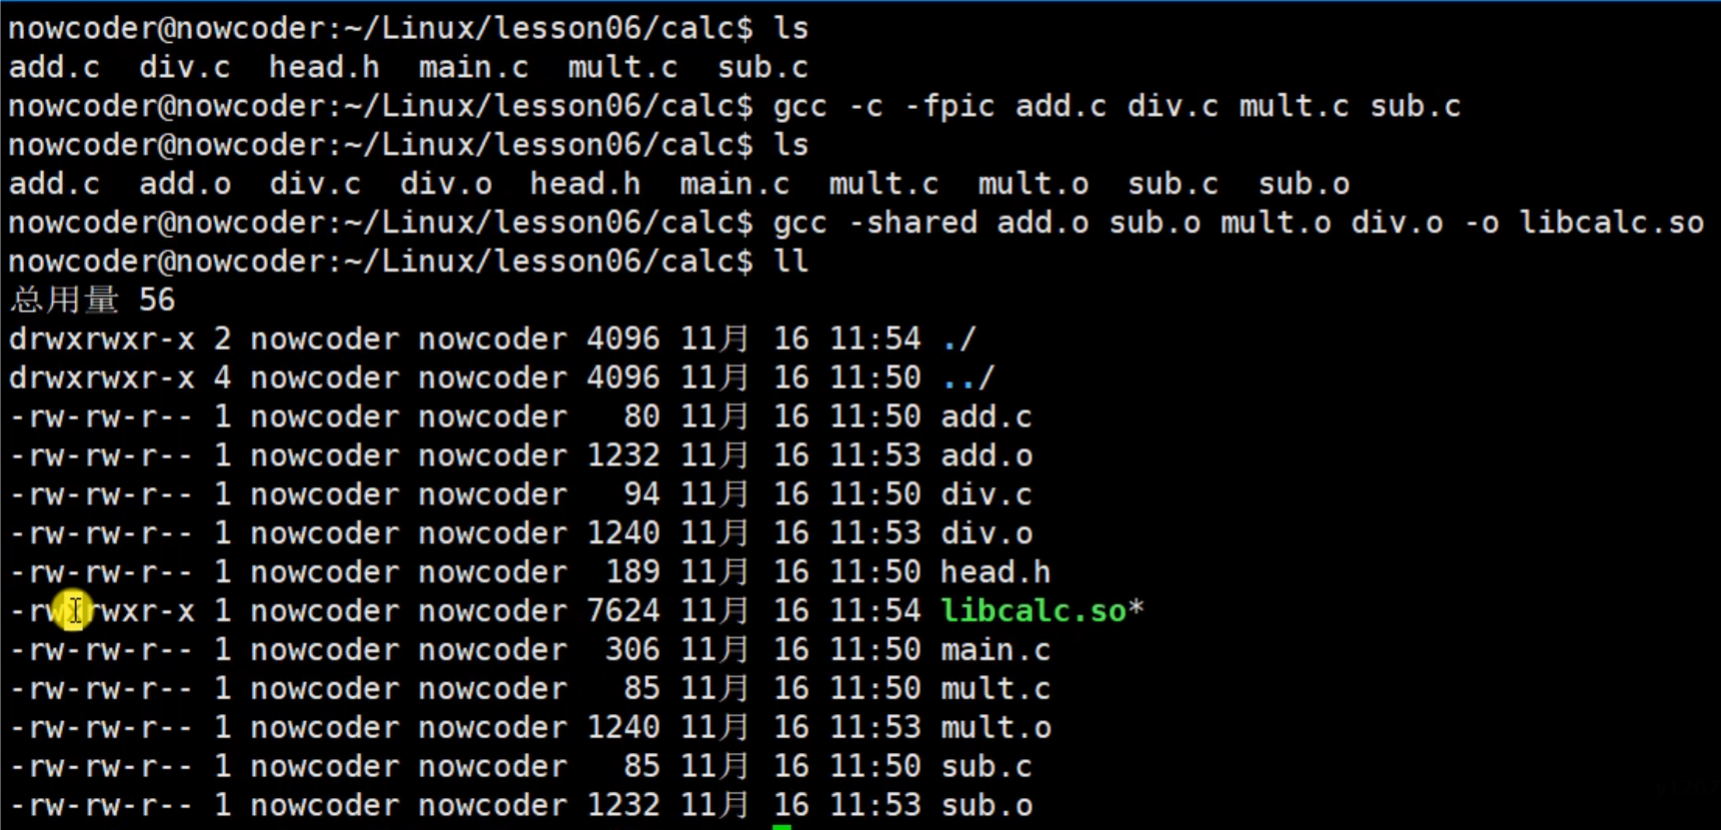 nowcoder@nowcoder:~/Linux/lesson06/calc$ ls
add.c  div.c  head.h  main.c  mult.c  sub.c
nowcoder@nowcoder:~/Linux/lesson06/calc$ gcc -c -fpic add.c div.c mult.c sub.c
nowcoder@nowcoder:~/Linux/lesson06/calc$ ls
add.c  add.o  div.c  div.o  head.h  main.c  mult.c  mult.o  sub.c  sub.o
nowcoder@nowcoder:~/Linux/lesson06/calc$ gcc -shared add.o sub.o mult.o div.o -o libcalc.so
nowcoder@nowcoder:~/Linux/lesson06/calc$ ll
总用量 56
drwxrwxr-x 2 nowcoder nowcoder 4096 11月 16 11:54 ./
drwxrwxr-x 4 nowcoder nowcoder 4096 11月 16 11:50 ../
-rw-rw-r-- 1 nowcoder nowcoder   80 11月 16 11:50 add.c
-rw-rw-r-- 1 nowcoder nowcoder 1232 11月 16 11:53 add.o
-rw-rw-r-- 1 nowcoder nowcoder   94 11月 16 11:50 div.c
-rw-rw-r-- 1 nowcoder nowcoder 1240 11月 16 11:53 div.o
-rw-rw-r-- 1 nowcoder nowcoder  189 11月 16 11:50 head.h
-rwxrwxr-x 1 nowcoder nowcoder 7624 11月 16 11:54 libcalc.so*
-rw-rw-r-- 1 nowcoder nowcoder  306 11月 16 11:50 main.c
-rw-rw-r-- 1 nowcoder nowcoder   85 11月 16 11:50 mult.c
-rw-rw-r-- 1 nowcoder nowcoder 1240 11月 16 11:53 mult.o
-rw-rw-r-- 1 nowcoder nowcoder   85 11月 16 11:50 sub.c
-rw-rw-r-- 1 nowcoder nowcoder 1232 11月 16 11:53 sub.o